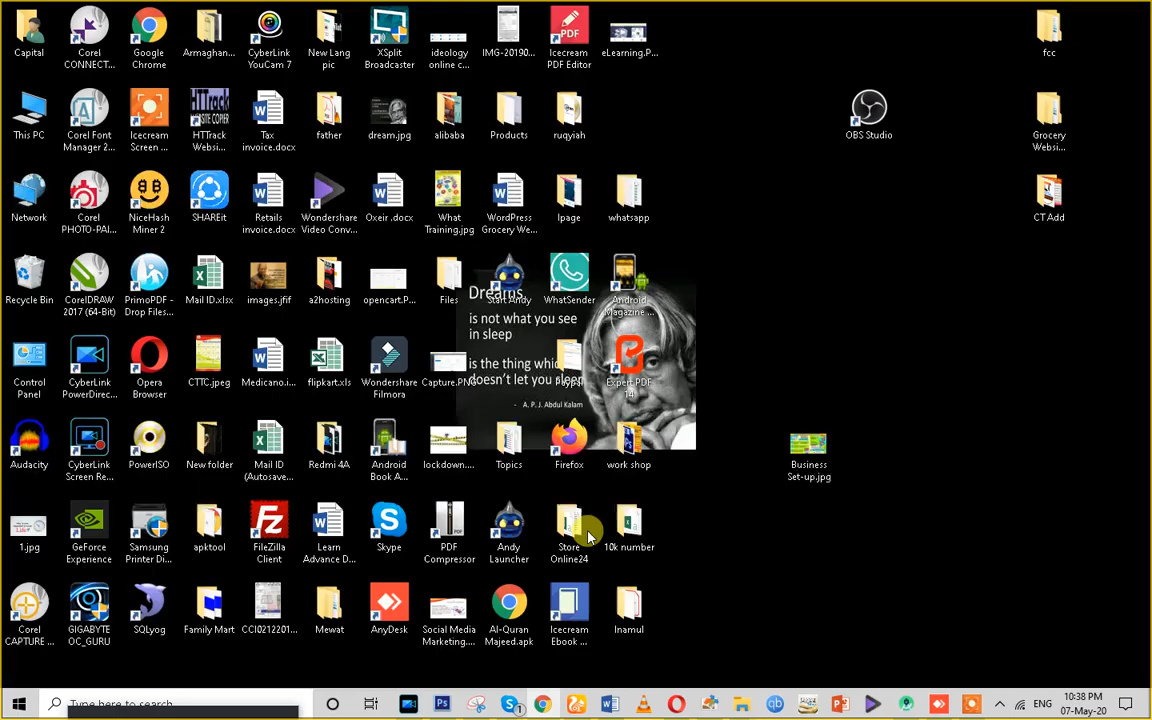 Capital
Corel
CONNECT...
Google
Chrome
Armaghan...
CyberLink
YouCam 7
New Lang
pic
XSplit
Broadcaster
ideology
online c...
IMG-20190...
PDF
Icecream
PDF Editor
eLearning.P...
fcc
This PC
Corel Font
Manager 2...
Icecream
Screen ...
HTTrack
Websi...
Tax
invoice.docx
father
dream.jpg
alibaba
Products
ruqyiah
OBS Studio
Grocery
Websi...
Network
Corel
PHOTO-PAI...
NiceHash
Miner 2
SHAREit
Retails
invoice.docx
Wondershare
Video Conv...
Oxeir .docx
What
Training.jpg
WordPress
Grocery We...
Ipage
whatsapp
CT Add
Recycle Bin
CorelDRAW
2017 (64-Bit)
PrimoPDF -
Drop Files...
Mail ID.xlsx
images.jfif
a2hosting
opencart.P...
Files
Start Andy
WhatSender
Android
Magazine ...
Dreams
is not what you see
in sleep
is the thing which
doesn't let you sleep
- A. P. J. Abdul Kalam
Control
Panel
CyberLink
PowerDirec...
Opera
Browser
CTTC.jpeg
Medicano.i...
flipkart.xls
Wondershare
Filmora
Capture.PNG
Expert PDF
14
Audacity
CyberLink
Screen Re...
PowerISO
New folder
Mail ID
(Autosave...
Redmi 4A
Android
Book A...
lockdown....
Topics
Firefox
work shop
Business
Set-up.jpg
1.jpg
GeForce
Experience
Samsung
Printer Di...
apktool
FileZilla
Client
Learn
Advance D...
Skype
PDF
Compressor
Andy
Launcher
Store
Online24
10k number
Corel
CAPTURE ...
GIGABYTE
OC_GURU
SQLyog
Family Mart
CCI0212201...
Mewat
AnyDesk
Social Media
Marketing....
Al-Quran
Majeed.apk
Icecream
Ebook ...
Inamul
Type here to search
ENG
10:38 PM
07-May-20